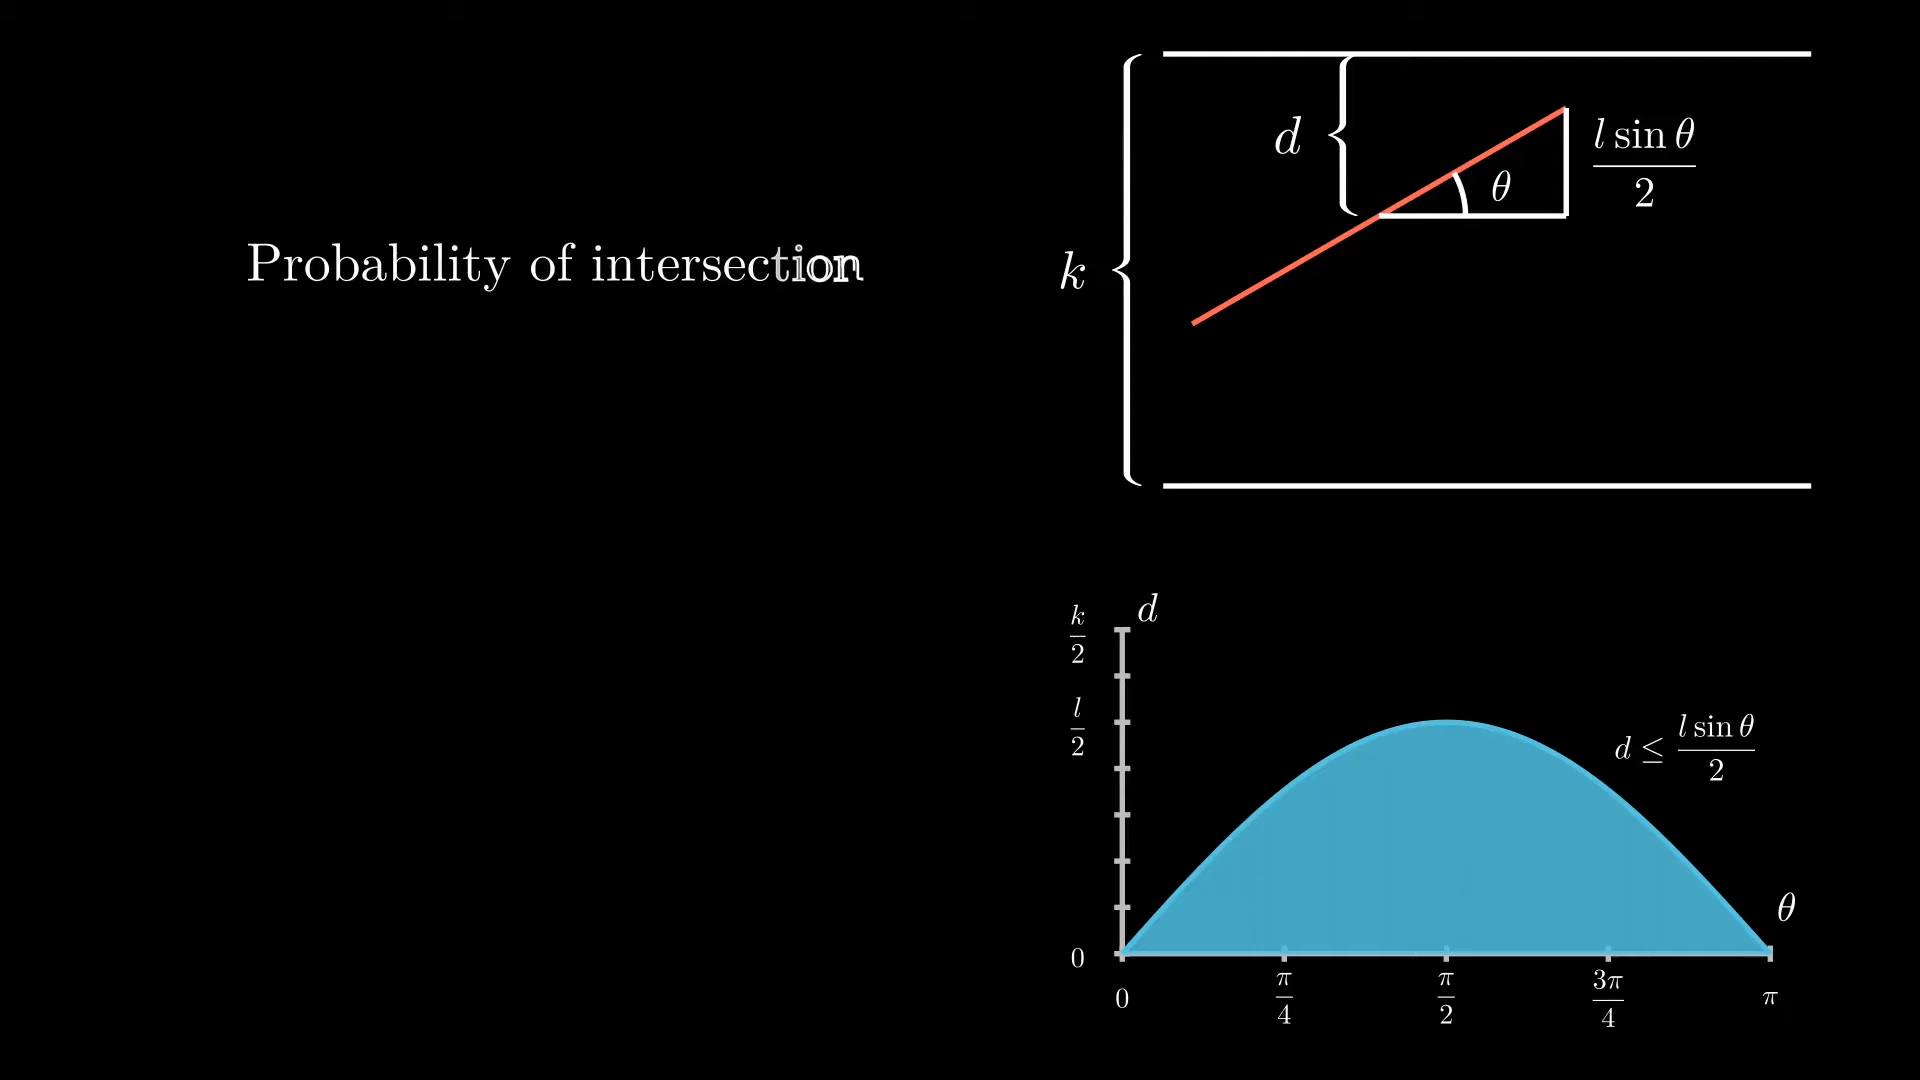 Probability of intersection
k
d
θ
l sin θ
2
d
k
2
l
2
0
d ≤ l sin θ
2
θ
0
π
4
π
2
3π
4
π